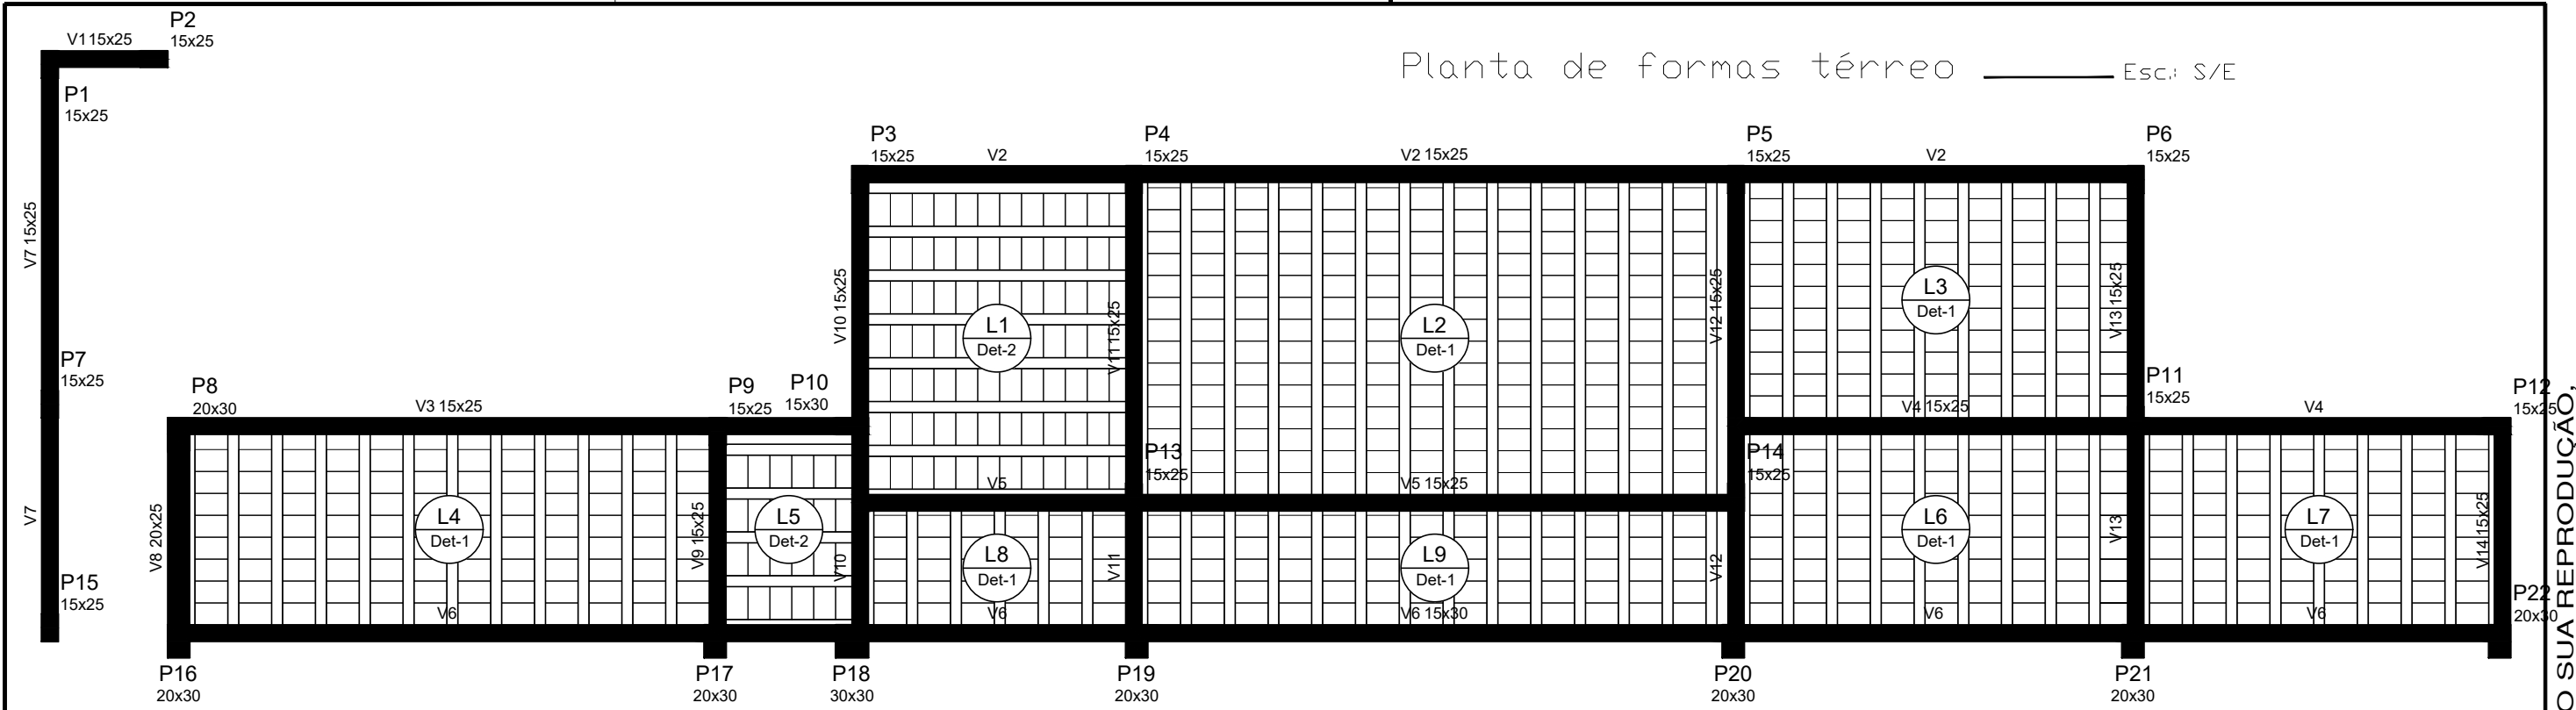 P2
V1 15x25
15x25
Planta de formas térreo
Esc.: S/E
P1
15x25
P3
15x25
V2
P4
15x25
V2 15x25
P5
15x25
V2
P6
15x25
V7 15x25
V10 15x25
L1
Det-2
V11 15x25
L2
Det-1
V12 15x25
L3
Det-1
V13 15x25
P7
15x25
P8
20x30
V3 15x25
P9
15x25
P10
15x30
V4 15x25
P11
15x25
V4
P12
15x25
P13
15x25
P14
15x25
V5
V5 15x25
V7
V8 20x25
L4
Det-1
V9 15x25
L5
Det-2
V10
L8
Det-1
V11
L9
Det-1
V12
L6
Det-1
V13
L7
Det-1
V14 15x25
P15
15x25
V6
V6
V6 15x30
V6
V6
P22
20x30
P16
20x30
P17
20x30
P18
30x30
P19
20x30
P20
20x30
P21
20x30
O SUA REPRODUÇÃO,